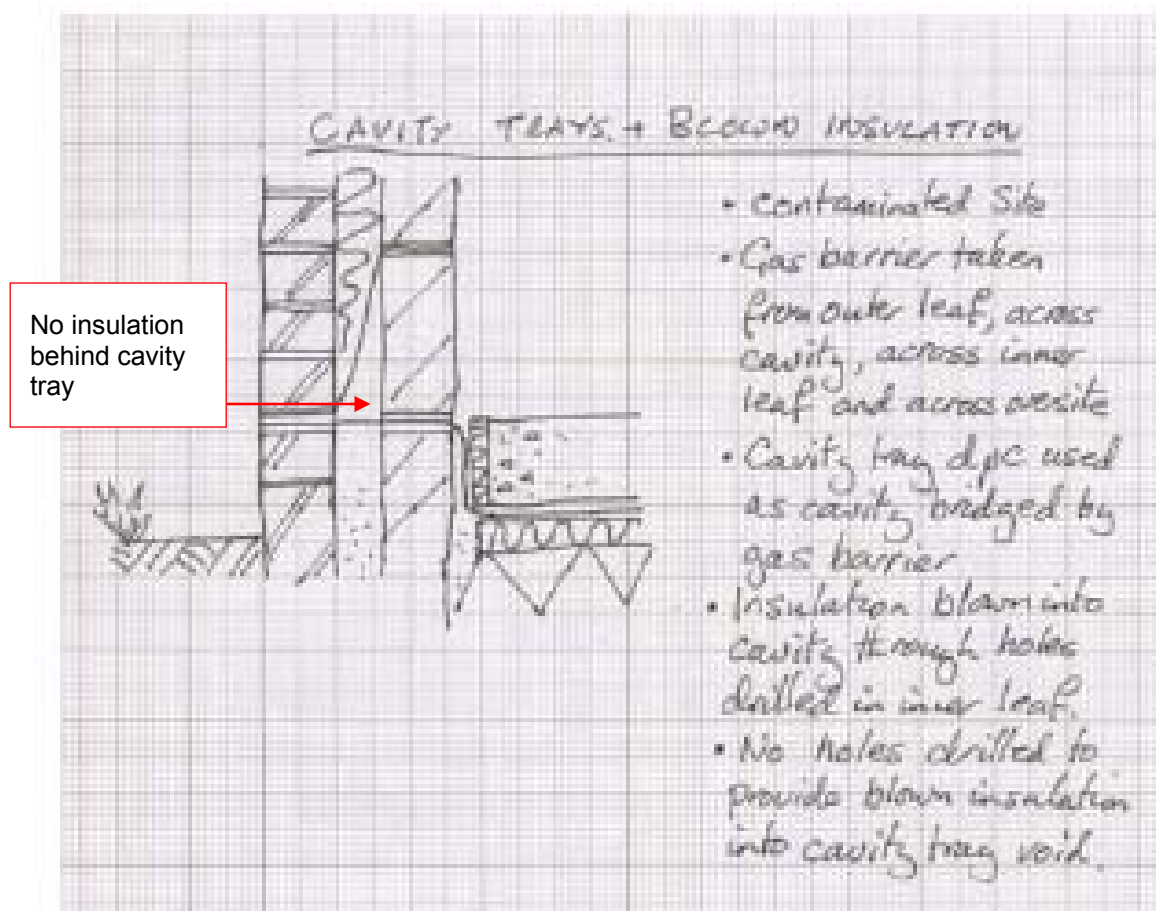 CAVITY TRAYS + BLOWN INSULATION
No insulation
behind cavity
tray
• Contaminated Site
• Gas barrier taken
from outer leaf, across
cavity, across inner
leaf and across oversite
• Cavity tray dpc used
as cavity bridged by
gas barrier
• Insulation blown into
cavity through holes
drilled in inner leaf.
• No holes drilled to
provide blown insulation
into cavity tray void.